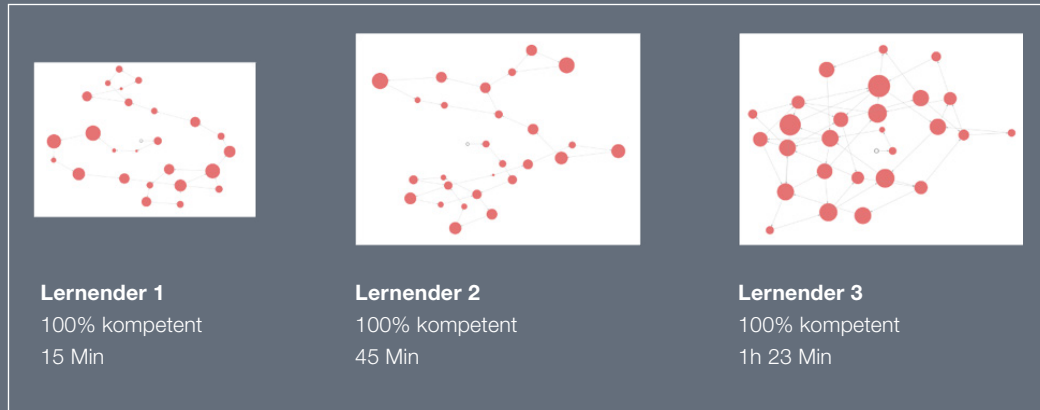 Lernender 1
100% kompetent
15 Min
Lernender 2
100% kompetent
45 Min
Lernender 3
100% kompetent
1h 23 Min